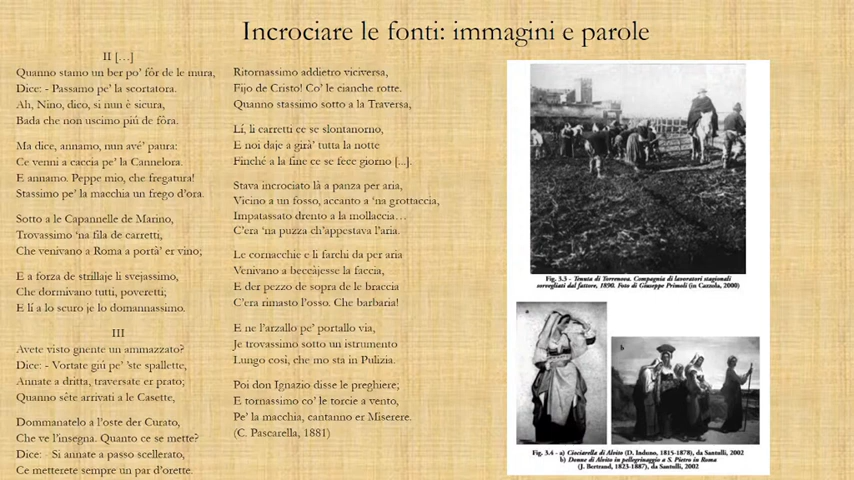 Incrociare le fonti: immagini e parole
II […]
Quanno stamo un ber po' fôr de le mura,
Dice: - Passamo pe' la scortatora.
Ah, Nino, dico, si nun è sicura,
Bada che non uscimo piú de fôra.
Ma dice, annamo, nun avé' paura:
Ce venni a caccia pe' la Cannelora.
E annamo. Peppe mio, che fregatura!
Stassimo pe' la macchia un frego d'ora.
Sotto a le Capannelle de Marino,
Trovassimo 'na fila de carretti,
Che venivano a Roma a portà' er vino;
E a forza de strillaje li svejassimo,
Che dormivano tutti, poveretti;
E lí a lo scuro je lo domannassimo.
III
Avete visto gnente un ammazzato?
Dice: - Vortate giú pe' 'ste spallette,
Annate a dritta, traversate er prato;
Quanno sête arrivati a le Casette,
Dommanatelo a l'oste der Curato,
Che ve l'insegna. Quanto ce se mette?
Dice: Si annate a passo scellerato,
Ce metterete sempre un par d'orette.
Ritornassimo addietro viciversa,
Fijo de Cristo! Co' le cianche rotte.
Quanno stassimo sotto a la Traversa,
Lí, li carretti ce se slontanorno,
E noi daje a girà' tutta la notte
Finché a la fine ce se fece giorno [...].
Stava incrociato là a panza per aria,
Vicino a un fosso, accanto a 'na grottaccia,
Impatassato drento a la mollaccia…
C'era 'na puzza ch'appestava l'aria.
Le cornacchie e li farchi da per aria
Venivano a beccàjesse la faccia,
E der pezzo de sopra de le braccia
C'era rimasto l'osso. Che barbaria!
E ne l'arzallo pe' portallo via,
Je trovassimo sotto un istrumento
Lungo cosi, che mo sta in Pulizia.
Poi don Ignazio disse le preghiere;
E tornassimo co' le torcie a vento,
Pe' la macchia, cantanno er Miserere.
(C. Pascarella, 1881)
Fig. 3.3 - Tenuta di Torrenova. Compagnia di lavoratori stagionali
sorvegliati dal fattore, 1890. Foto di Giuseppe Primoli (in Cazzola, 2000)
a
b
Fig. 3.4 - a) Ciociarella di Alvito (D. Induno, 1815-1878), da Santulli, 2002
b) Donne di Alvito in pellegrinaggio a S. Pietro in Roma
(J. Bertrand, 1823-1887), da Santulli, 2002